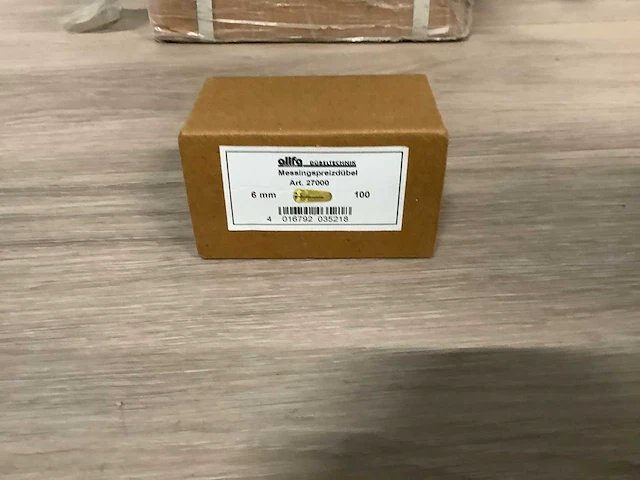 allfa DÜBELTECHNIK
Messingspreizdübel
Art. 27000
6 mm 100
4 016792 035218